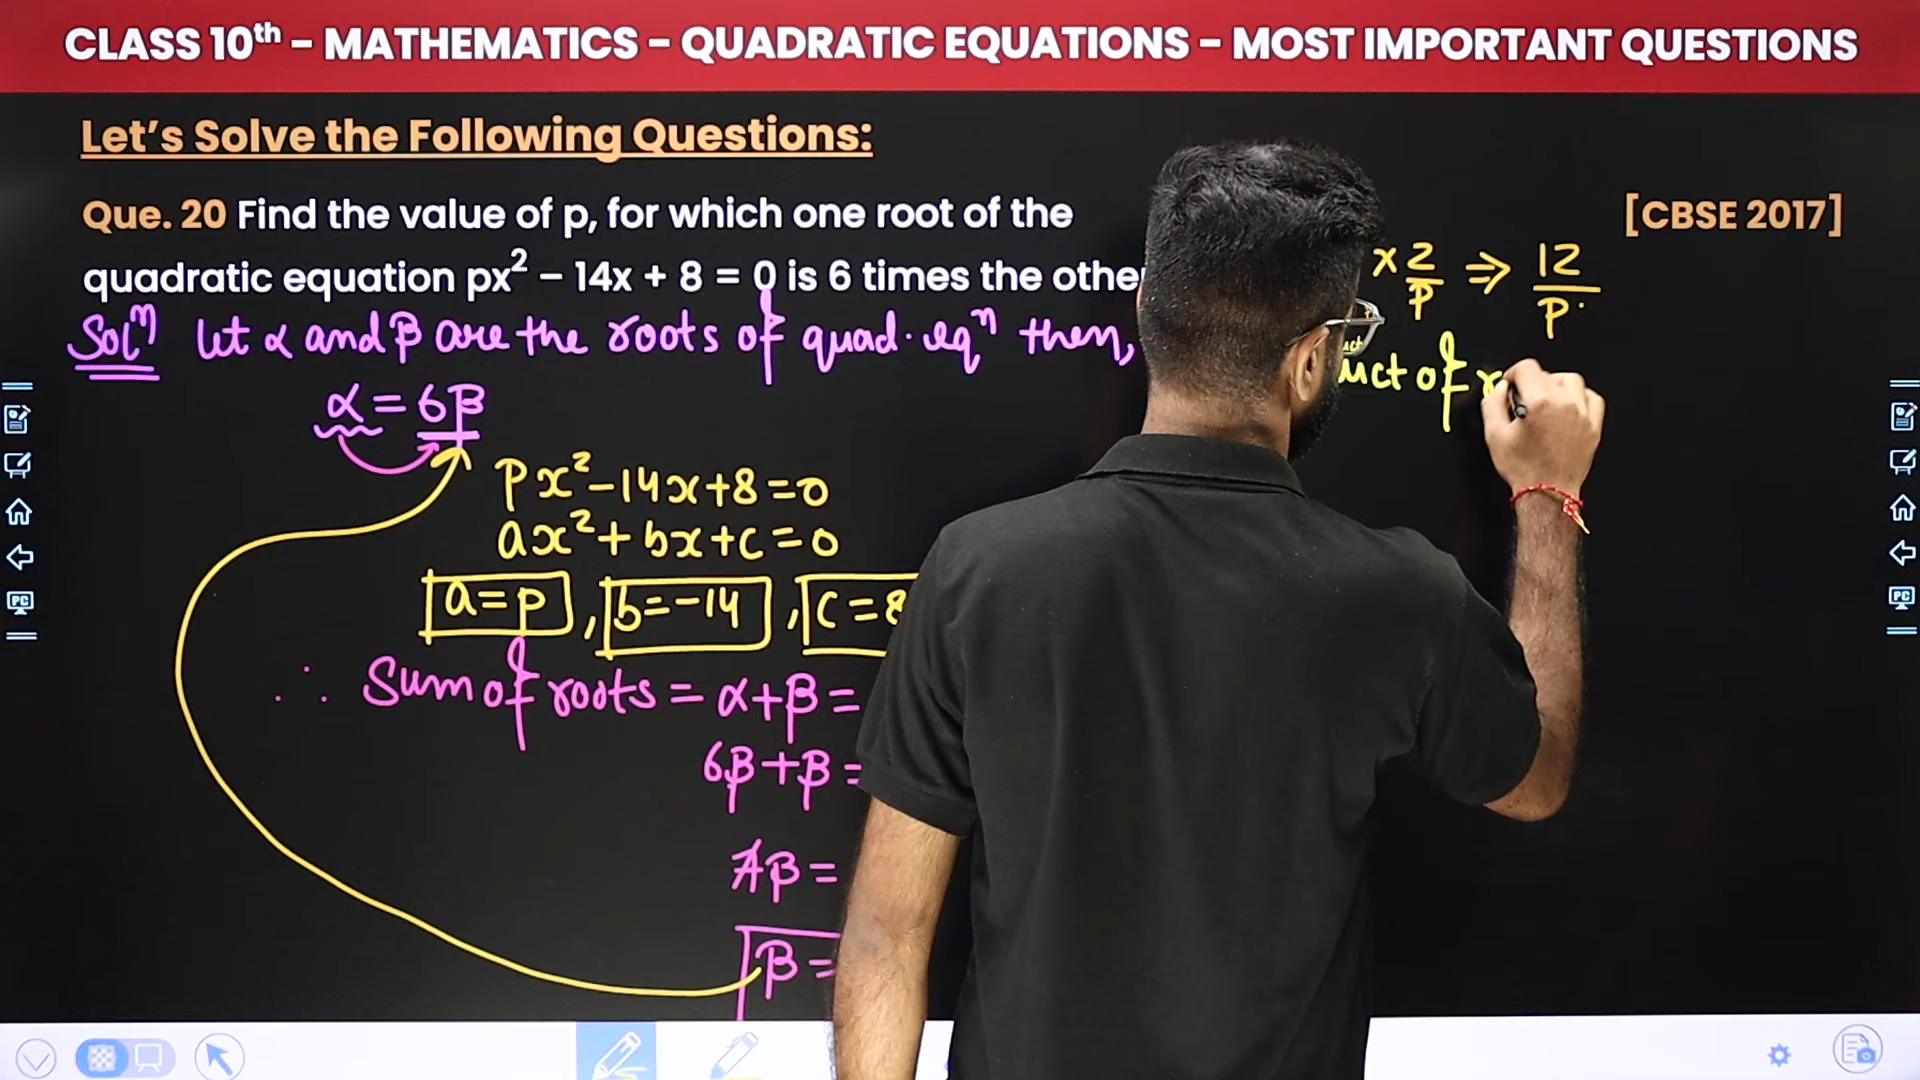 CLASS 10th - MATHEMATICS - QUADRATIC EQUATIONS - MOST IMPORTANT QUESTIONS
Let's Solve the Following Questions:
Que. 20 Find the value of p, for which one root of the
quadratic equation px² – 14x + 8 = 0 is 6 times the othe
[CBSE 2017]
Solⁿ Let α and β are the roots of quad. eqⁿ then,
α = 6β
px² - 14x + 8 = 0
ax² + bx + c = 0
a = p , b = -14 , c = 8
∴ Sum of roots = α + β =
6β + β =
7β =
β =
× 2/p ⇒ 12/p.
uct of r
PC
PC